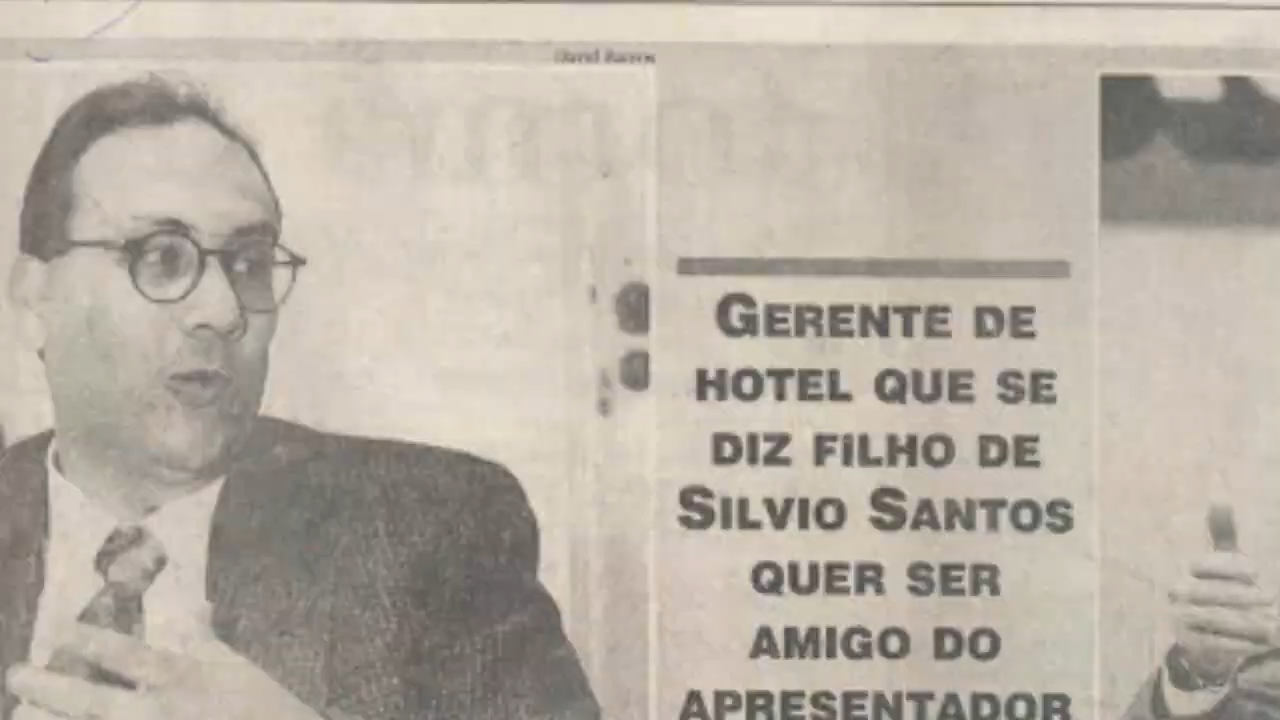 GERENTE DE
HOTEL QUE SE
DIZ FILHO DE
SILVIO SANTOS
QUER SER
AMIGO DO
APRESENTADOR